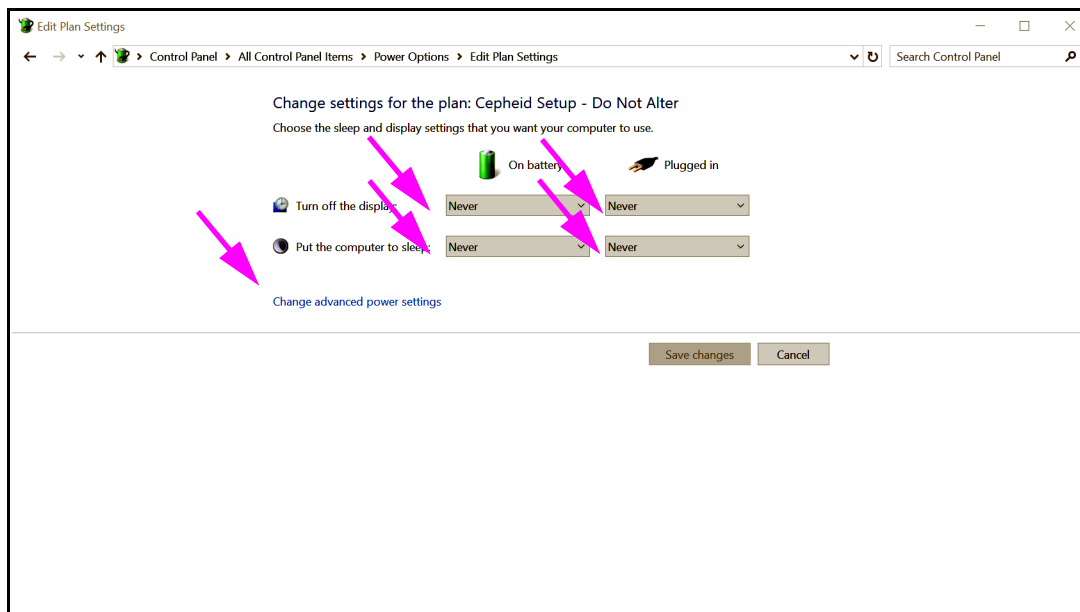 Edit Plan Settings
Control Panel > All Control Panel Items > Power Options > Edit Plan Settings
Search Control Panel
Change settings for the plan: Cepheid Setup - Do Not Alter
Choose the sleep and display settings that you want your computer to use.
On battery
Plugged in
Turn off the display:
Never
Never
Put the computer to sleep:
Never
Never
Change advanced power settings
Save changes
Cancel